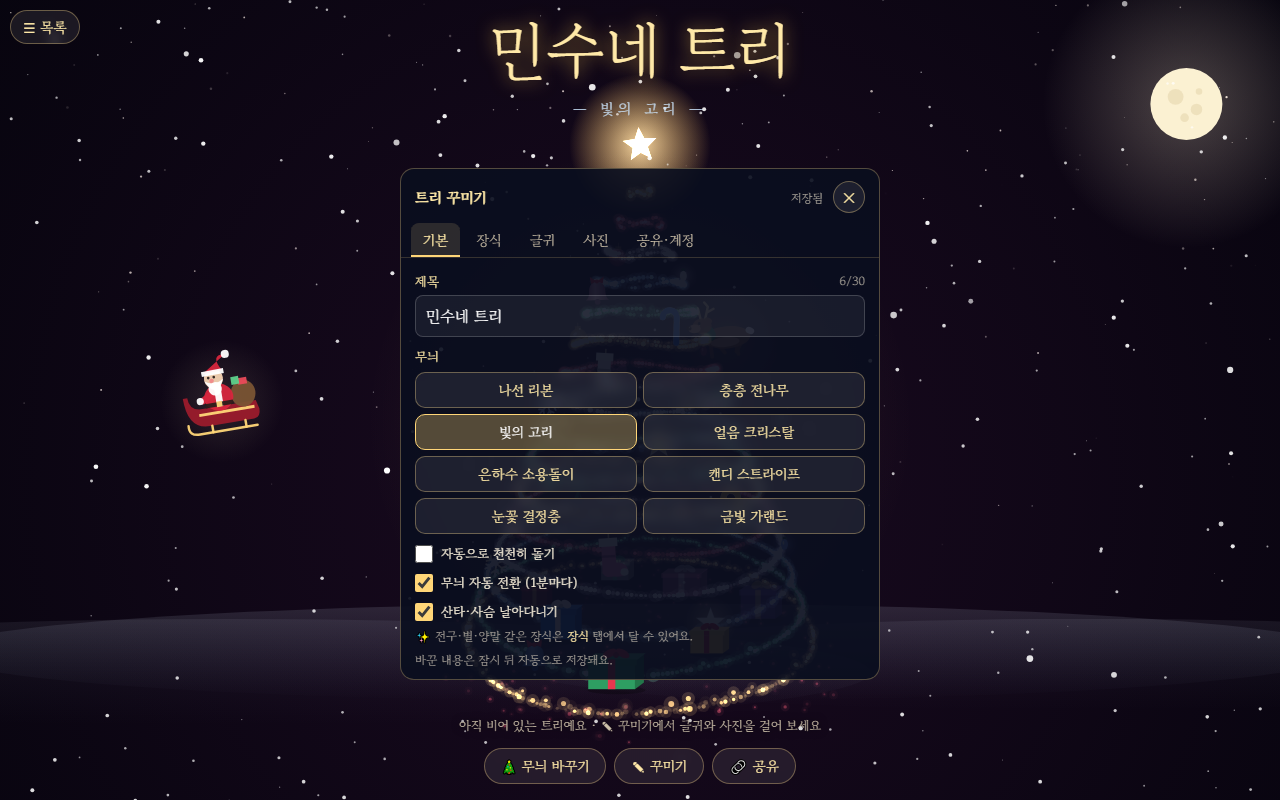 ☰ 목록
민수네 트리
— 빛의 고리 —
트리 꾸미기
저장됨
기본 장식 글귀 사진 공유·계정
제목 6/30
민수네 트리
무늬
나선 리본 층층 전나무
빛의 고리 얼음 크리스탈
은하수 소용돌이 캔디 스트라이프
눈꽃 결정층 금빛 가랜드
자동으로 천천히 돌기
무늬 자동 전환 (1분마다)
산타·사슴 날아다니기
✨ 전구·별·양말 같은 장식은 장식 탭에서 달 수 있어요.
바꾼 내용은 잠시 뒤 자동으로 저장돼요.
아직 비어 있는 트리예요 · ✏️ 꾸미기에서 글귀와 사진을 걸어 보세요
🎄 무늬 바꾸기 ✏️ 꾸미기 🔗 공유